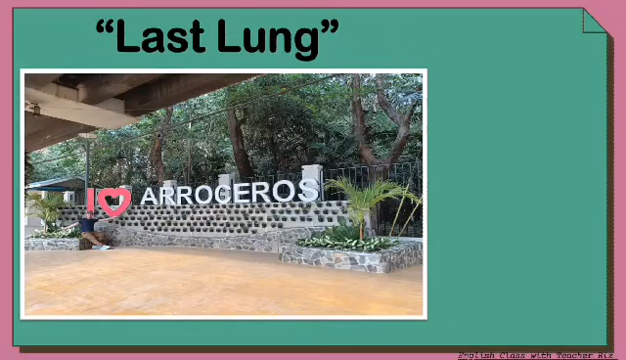 “Last Lung”
I ARROCEROS
English Class with Teacher Riz